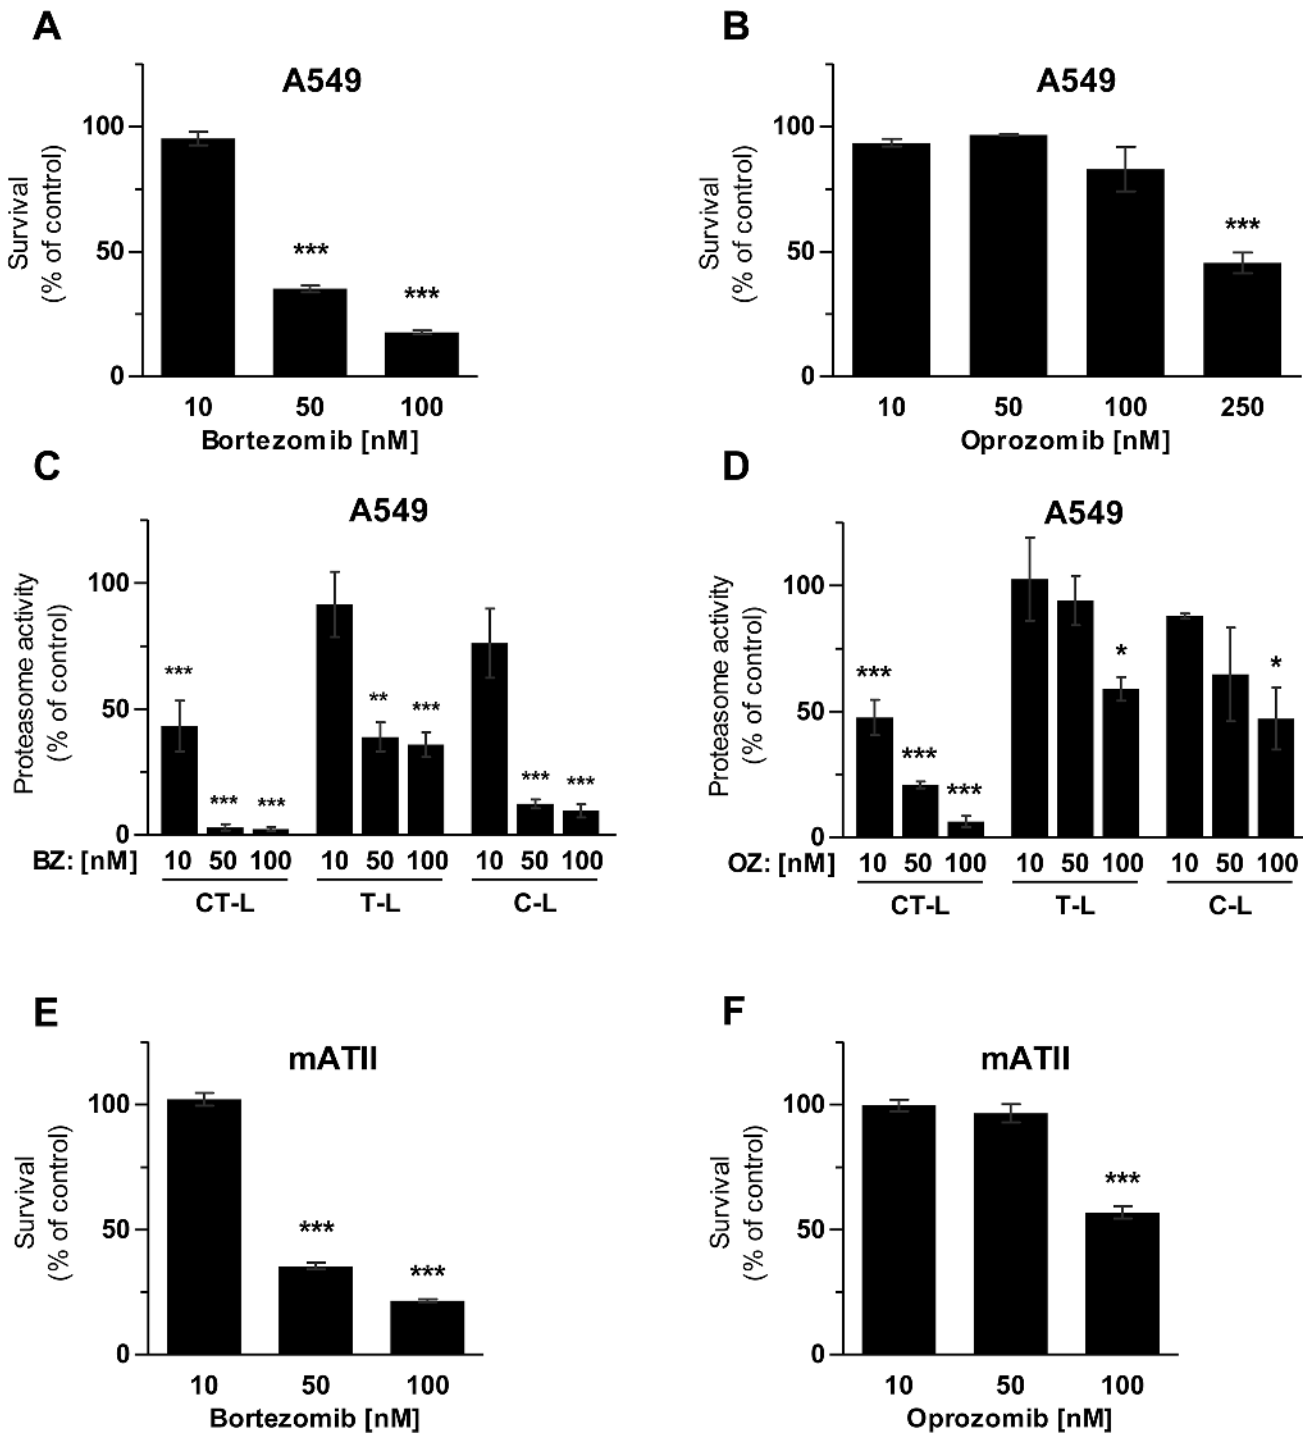 A
A549
Survival
(% of control)
100
50
0
***
***
10 50 100
Bortezomib [nM]
B
A549
Survival
(% of control)
100
50
0
***
10 50 100 250
Oprozomib [nM]
C
A549
Proteasome activity
(% of control)
100
50
0
***
***
***
**
***
***
***
BZ: [nM] 10 50 100 10 50 100 10 50 100
CT-L T-L C-L
D
A549
Proteasome activity
(% of control)
100
50
0
***
***
***
*
*
OZ: [nM] 10 50 100 10 50 100 10 50 100
CT-L T-L C-L
E
mATII
Survival
(% of control)
100
50
0
***
***
10 50 100
Bortezomib [nM]
F
mATII
Survival
(% of control)
100
50
0
***
10 50 100
Oprozomib [nM]